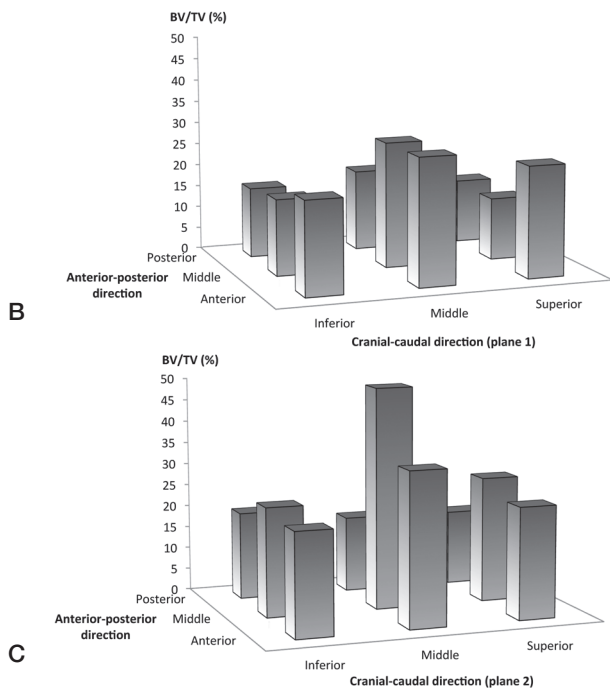 BV/TV (%)
50
45
40
35
30
25
20
15
10
5
0
Posterior
Middle
Anterior
Anterior-posterior
direction
Inferior
Middle
Superior
Cranial-caudal direction (plane 1)
B
BV/TV (%)
50
45
40
35
30
25
20
15
10
5
0
Posterior
Middle
Anterior
Anterior-posterior
direction
Inferior
Middle
Superior
Cranial-caudal direction (plane 2)
C